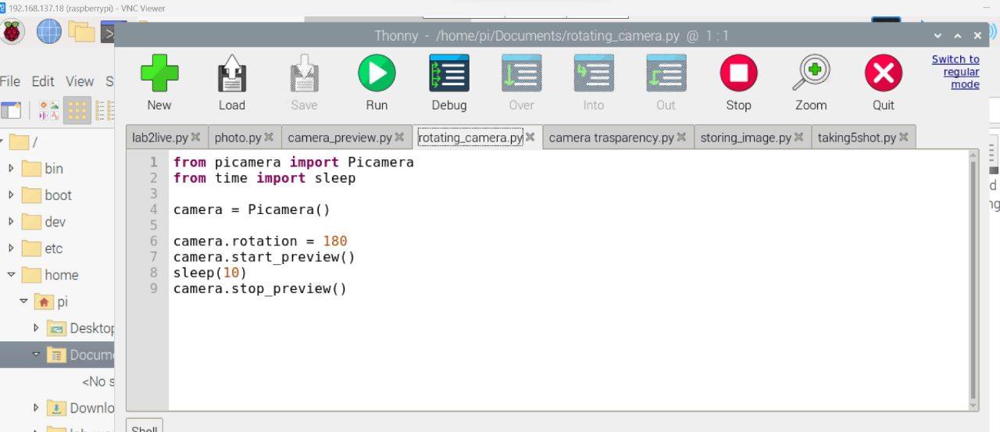 192.168.137.18 (raspberrypi) - VNC Viewer
Thonny - /home/pi/Documents/rotating_camera.py @ 1 : 1
File Edit View S
New Load Save Run Debug Over Into Out Stop Zoom Quit
Switch to
regular
mode
lab2live.py photo.py camera_preview.py rotating_camera.py camera trasparency.py storing_image.py taking5shot.py
/
bin
boot
dev
etc
home
pi
Desktop
Docum
<No s
Downlo
1 from picamera import Picamera
2 from time import sleep
3
4 camera = Picamera()
5
6 camera.rotation = 180
7 camera.start_preview()
8 sleep(10)
9 camera.stop_preview()
d
ng
Shell